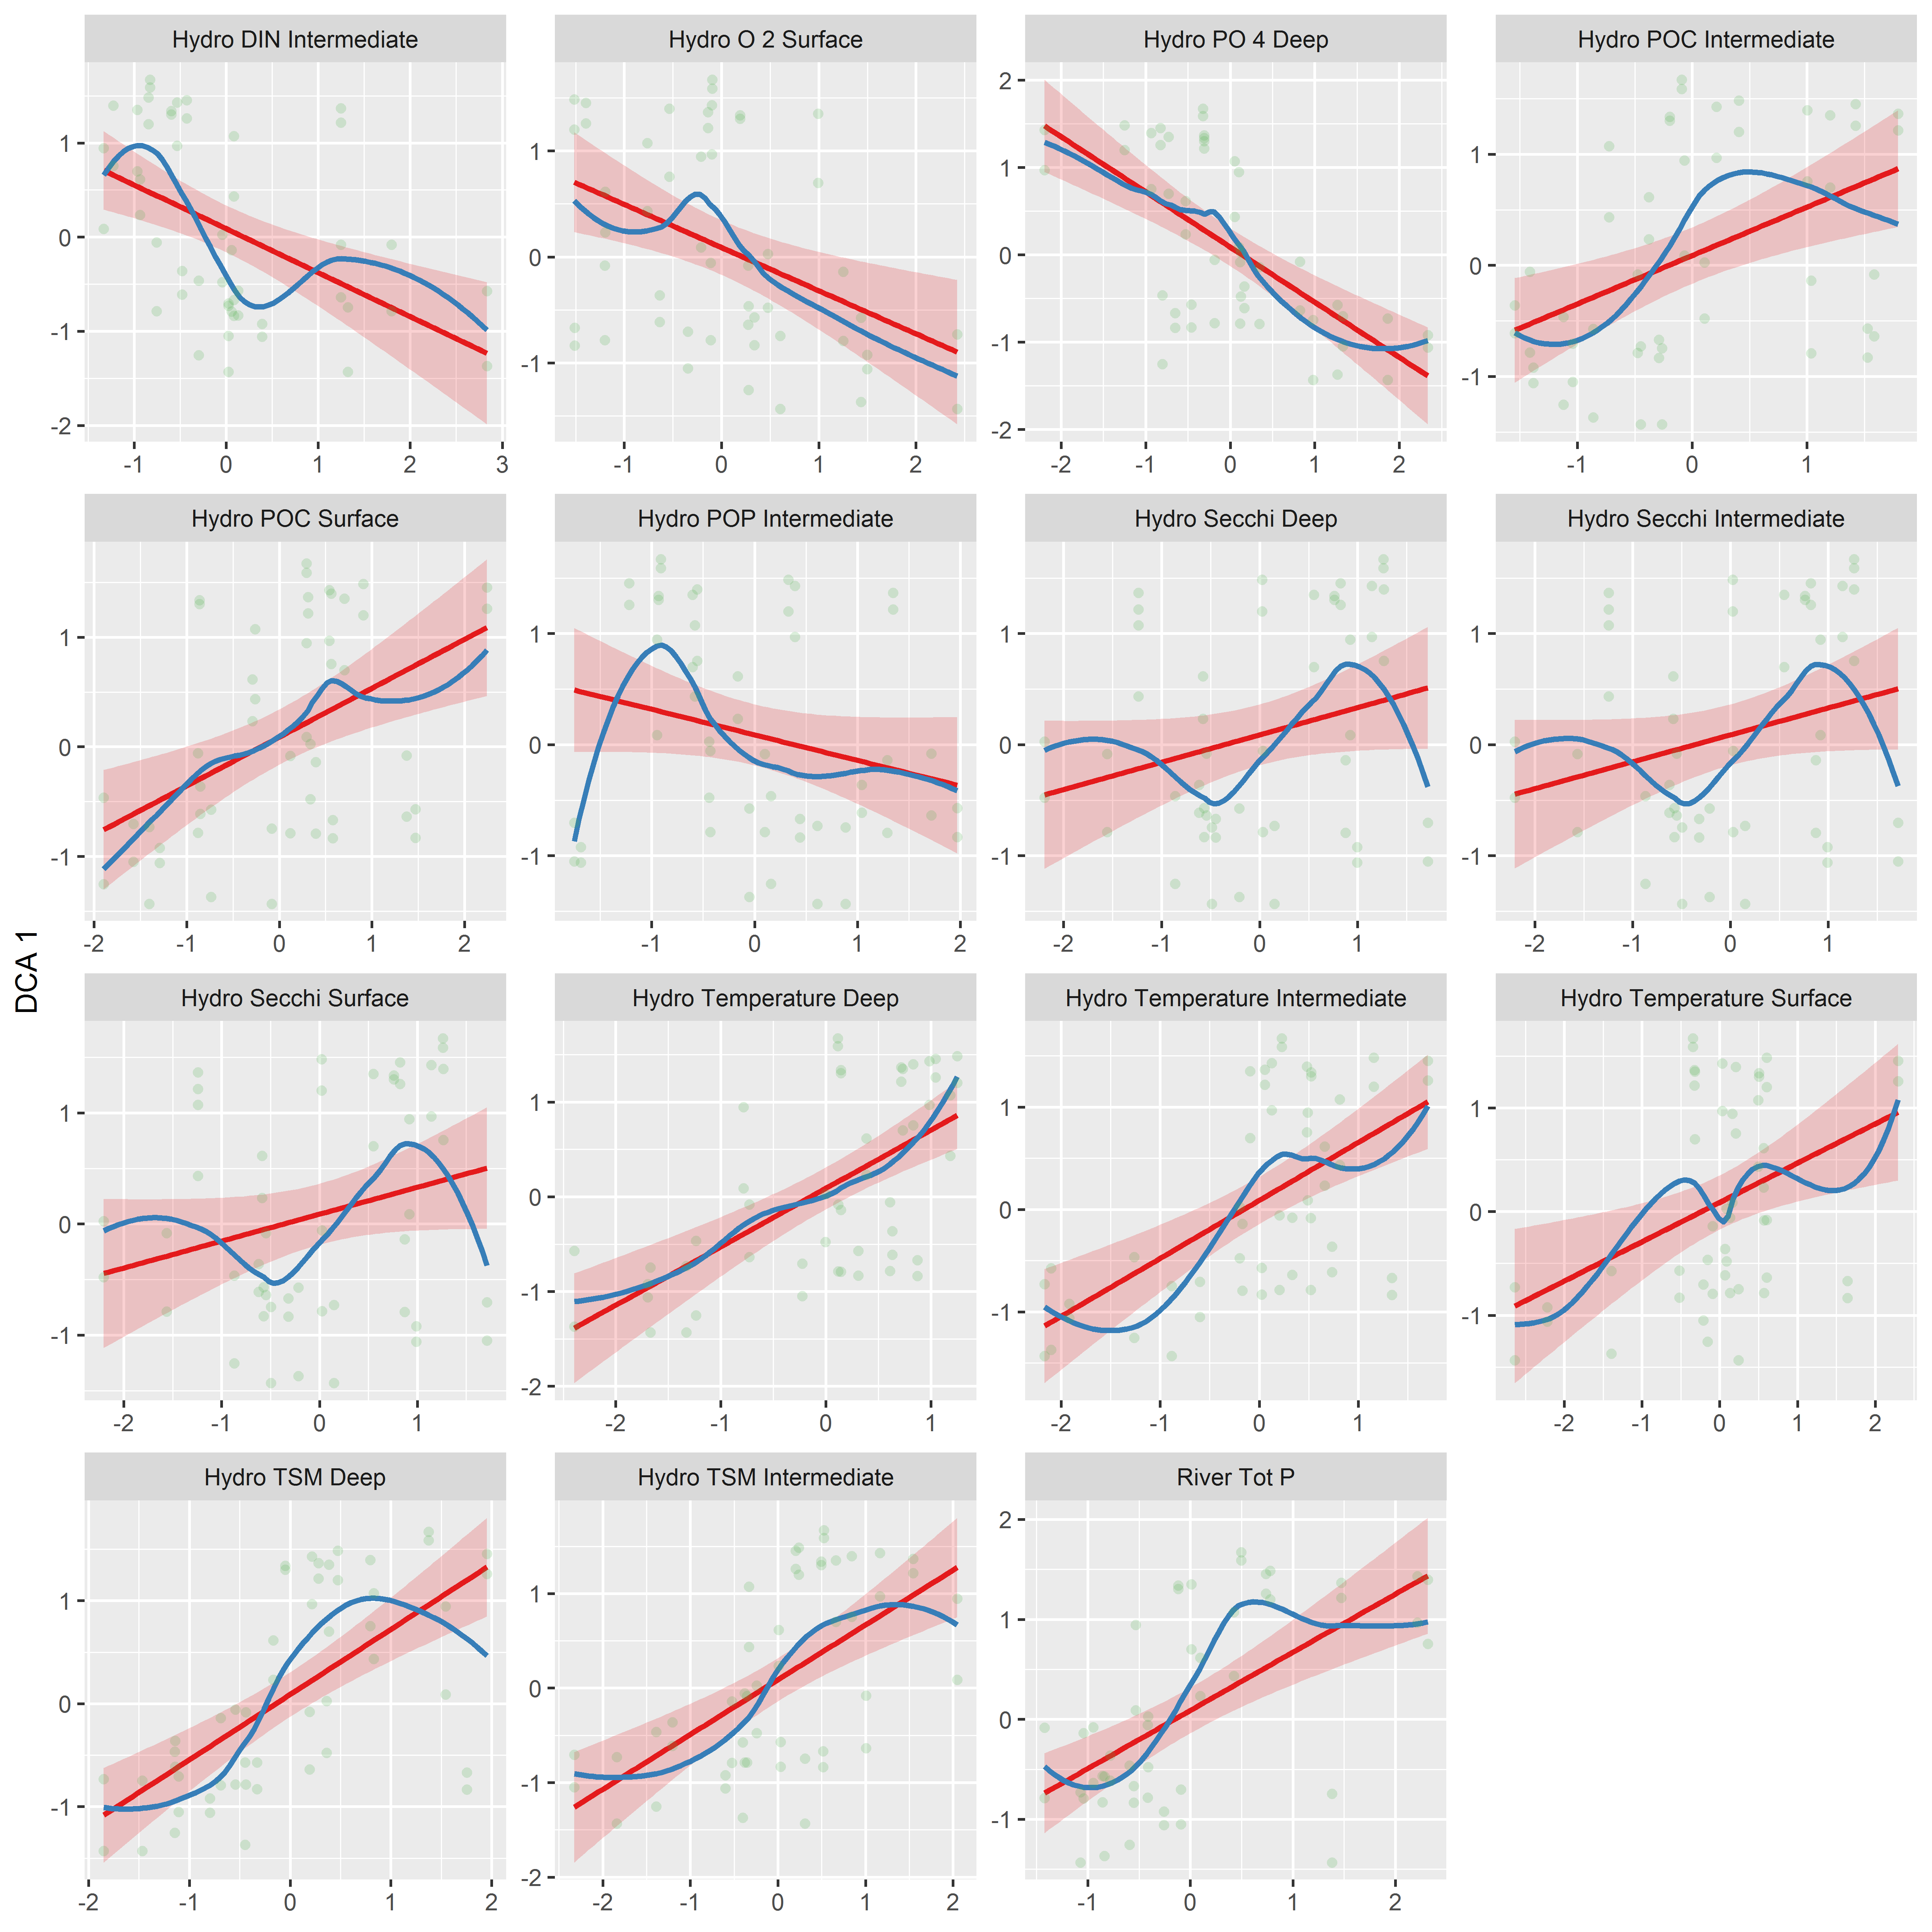 Hydro DIN Intermediate
Hydro O 2 Surface
Hydro PO 4 Deep
Hydro POC Intermediate
1
0
-1
-2
-1 0 1 2 3
1
0
-1
-1 0 1 2
2
1
0
-1
-2
-2 -1 0 1 2
1
0
-1
-1 0 1
Hydro POC Surface
Hydro POP Intermediate
Hydro Secchi Deep
Hydro Secchi Intermediate
1
0
-1
-2 -1 0 1 2
1
0
-1
-1 0 1 2
1
0
-1
-2 -1 0 1
1
0
-1
-2 -1 0 1
DCA 1
Hydro Secchi Surface
Hydro Temperature Deep
Hydro Temperature Intermediate
Hydro Temperature Surface
1
0
-1
-2 -1 0 1
1
0
-1
-2
-2 -1 0 1
1
0
-1
-2 -1 0 1
1
0
-1
-2 -1 0 1 2
Hydro TSM Deep
Hydro TSM Intermediate
River Tot P
1
0
-1
-2 -1 0 1 2
1
0
-1
-2
-2 -1 0 1 2
2
1
0
-1
-1 0 1 2